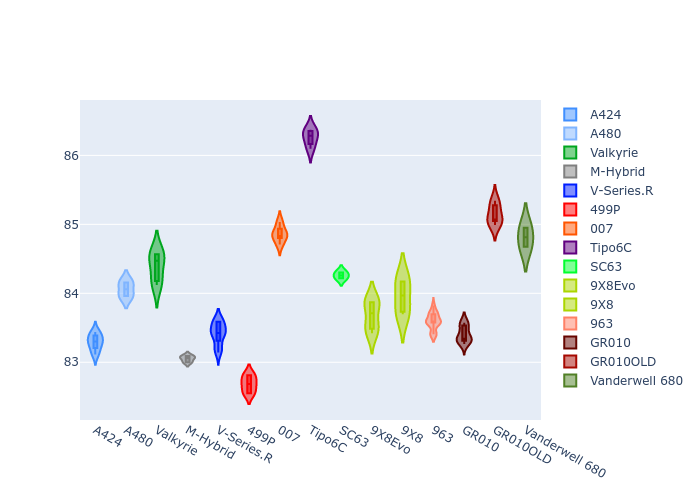 86
85
84
83
A424
A480
Valkyrie
M-Hybrid
V-Series.R
499P
007
Tipo6C
SC63
9X8Evo
9X8
963
GR010
GR010OLD
Vanderwell 680
A424
A480
Valkyrie
M-Hybrid
V-Series.R
499P
007
Tipo6C
SC63
9X8Evo
9X8
963
GR010
GR010OLD
Vanderwell 680